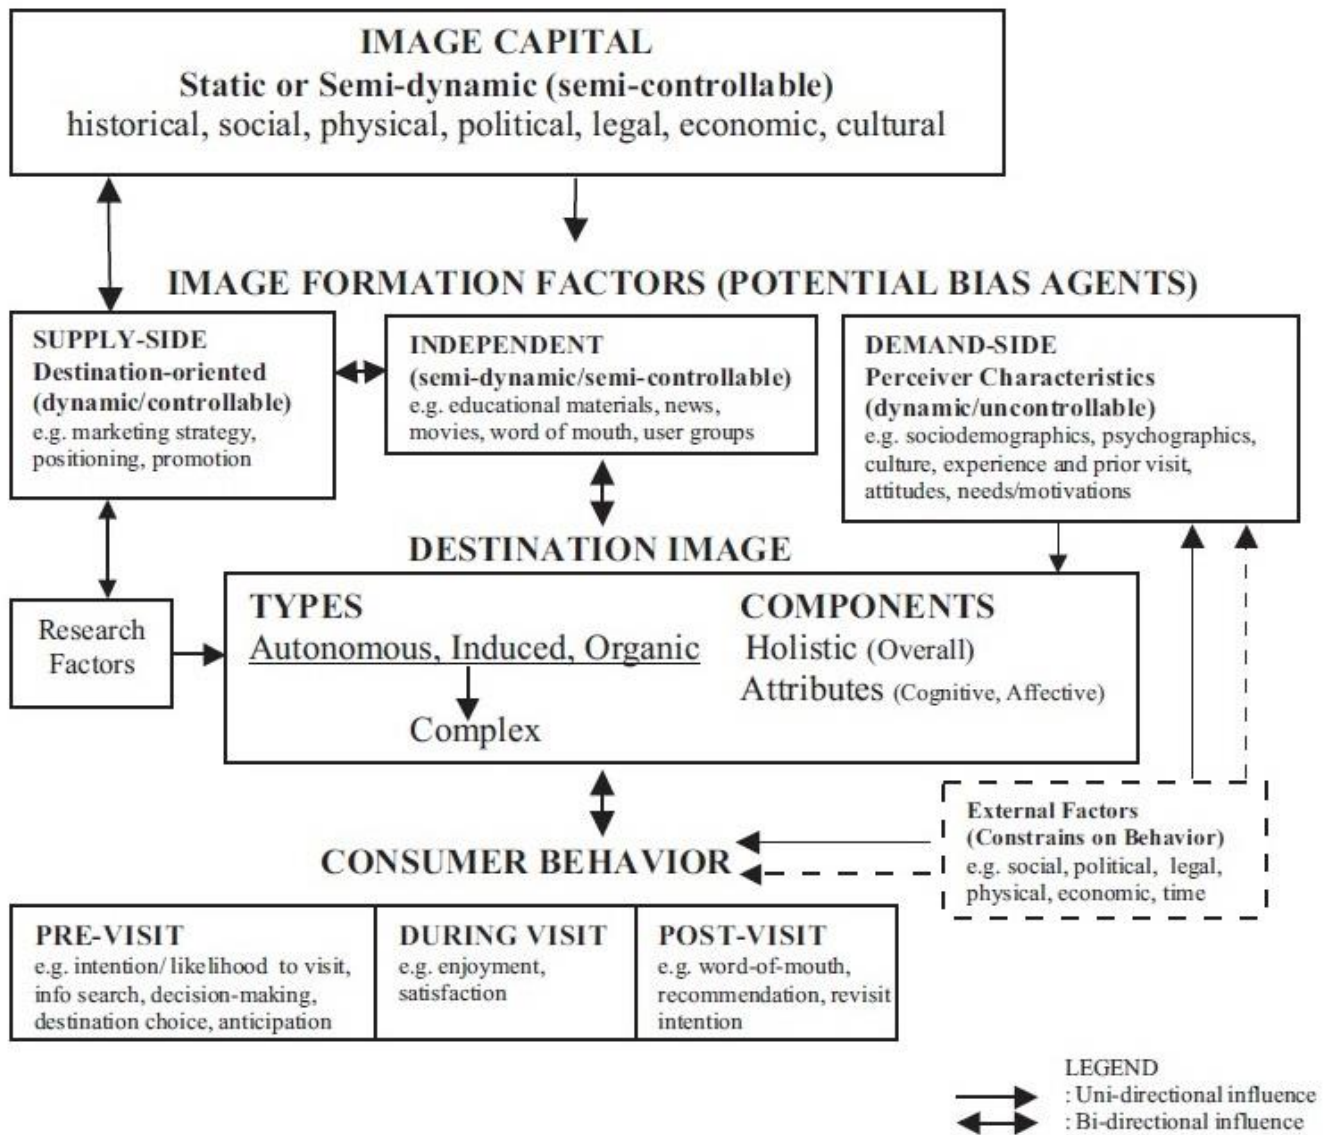 IMAGE CAPITAL
Static or Semi-dynamic (semi-controllable)
historical, social, physical, political, legal, economic, cultural
IMAGE FORMATION FACTORS (POTENTIAL BIAS AGENTS)
SUPPLY-SIDE
Destination-oriented
(dynamic/controllable)
e.g. marketing strategy,
positioning, promotion
INDEPENDENT
(semi-dynamic/semi-controllable)
e.g. educational materials, news,
movies, word of mouth, user groups
DEMAND-SIDE
Perceiver Characteristics
(dynamic/uncontrollable)
e.g. sociodemographics, psychographics,
culture, experience and prior visit,
attitudes, needs/motivations
DESTINATION IMAGE
Research
Factors
TYPES
Autonomous, Induced, Organic
Complex
COMPONENTS
Holistic (Overall)
Attributes (Cognitive, Affective)
External Factors
(Constrains on Behavior)
e.g. social, political, legal,
physical, economic, time
CONSUMER BEHAVIOR
PRE-VISIT
e.g. intention/ likelihood to visit,
info search, decision-making,
destination choice, anticipation
DURING VISIT
e.g. enjoyment,
satisfaction
POST-VISIT
e.g. word-of-mouth,
recommendation, revisit
intention
LEGEND
: Uni-directional influence
: Bi-directional influence